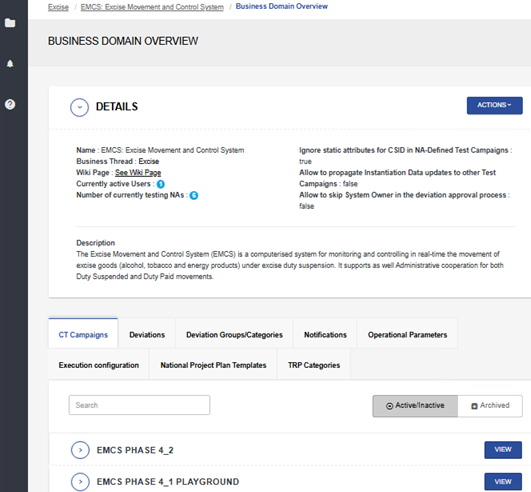 Excise / EMCS: Excise Movement and Control System / Business Domain Overview
BUSINESS DOMAIN OVERVIEW
DETAILS
ACTIONS
Name : EMCS: Excise Movement and Control System
Business Thread : Excise
Wiki Page : See Wiki Page
Currently active Users : 1
Number of currently testing NAs : 6
Ignore static attributes for CSID in NA-Defined Test Campaigns :
true
Allow to propagate Instantiation Data updates to other Test
Campaigns : false
Allow to skip System Owner in the deviation approval process :
false
Description
The Excise Movement and Control System (EMCS) is a computerised system for monitoring and controlling in real-time the movement of
excise goods (alcohol, tobacco and energy products) under excise duty suspension. It supports as well Administrative cooperation for both
Duty Suspended and Duty Paid movements.
CT Campaigns Deviations Deviation Groups/Categories Notifications Operational Parameters
Execution configuration National Project Plan Templates TRP Categories
Search
Active/Inactive Archived
EMCS PHASE 4_2 VIEW
EMCS PHASE 4_1 PLAYGROUND VIEW